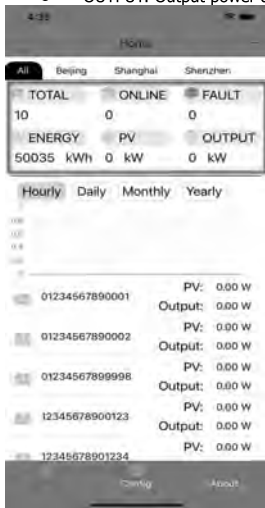 OUTPUT: Output power
4:35
Home
All Beijing Shanghai Shenzhen
TOTAL ONLINE FAULT
10 0 0
ENERGY PV OUTPUT
50035 kWh 0 kW 0 kW
Hourly Daily Monthly Yearly
01234567890001 PV: 0.00 W
Output: 0.00 W
01234567890002 PV: 0.00 W
Output: 0.00 W
01234567899998 PV: 0.00 W
Output: 0.00 W
12345678900123 PV: 0.00 W
Output: 0.00 W
12345678901234 PV: 0.00 W
Config About